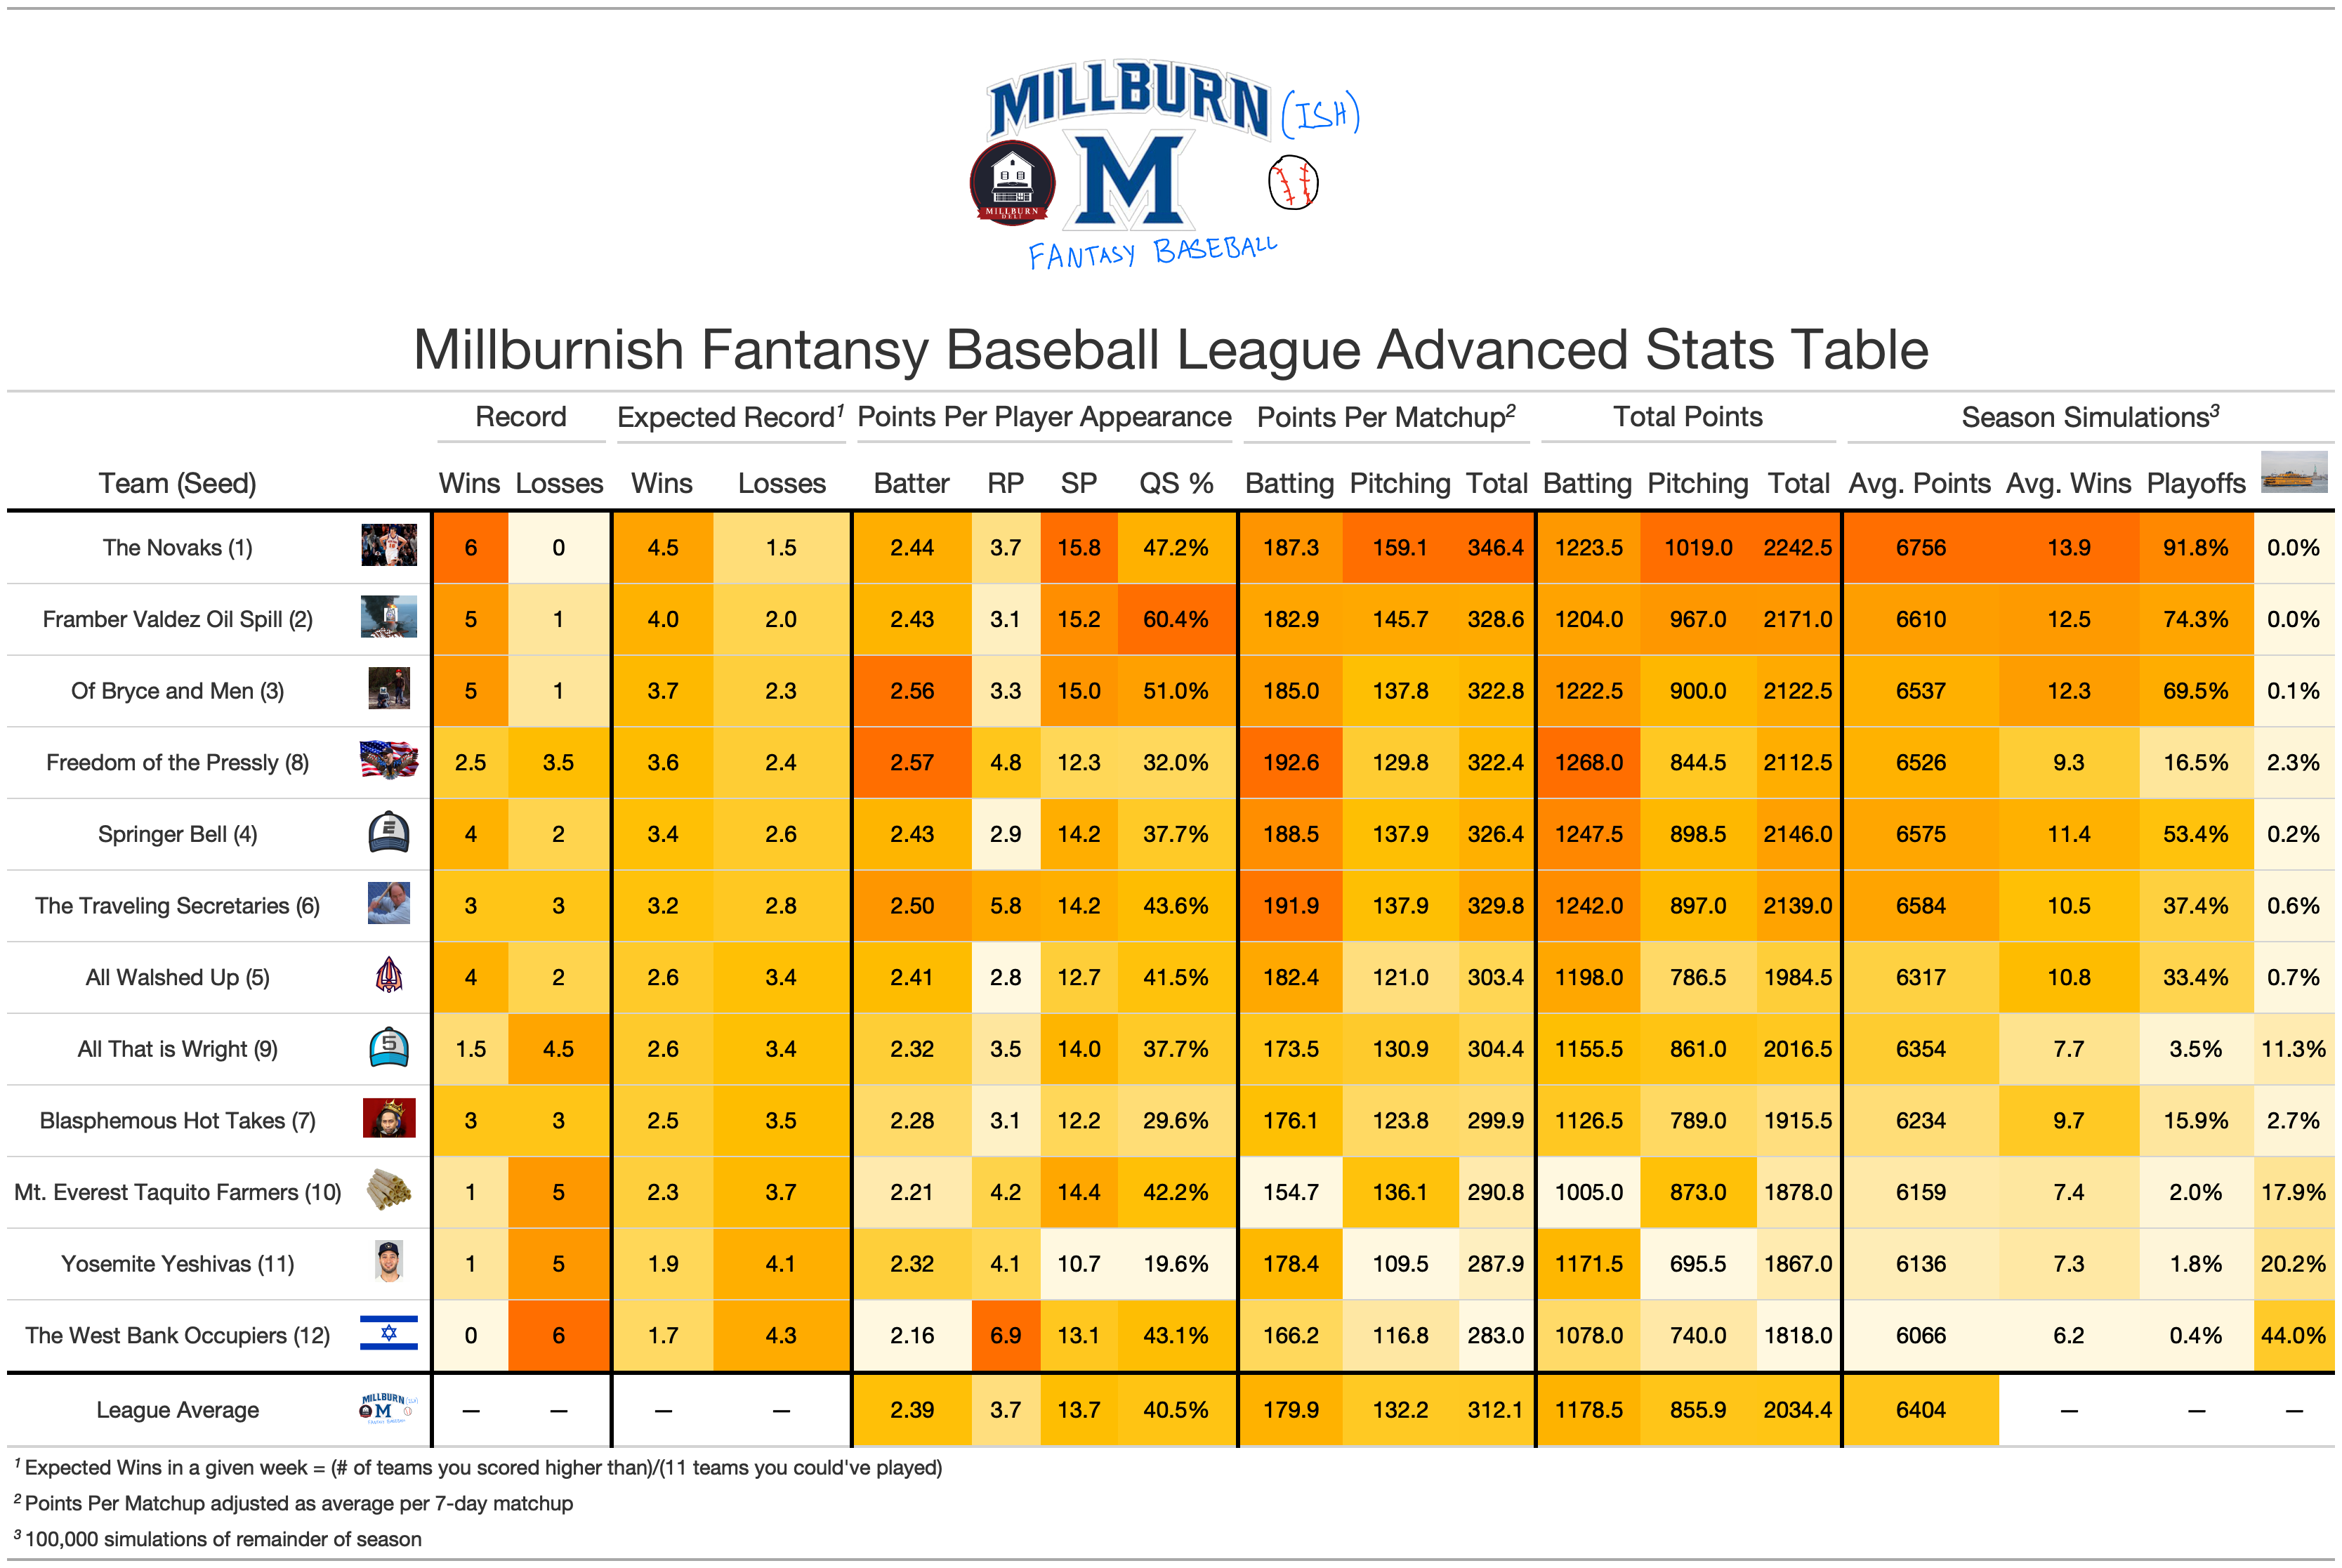 MILLBURN (ISH)
M
MILLBURN
DELI
FANTASY BASEBALL
Millburnish Fantansy Baseball League Advanced Stats Table
Record Expected Record¹ Points Per Player Appearance Points Per Matchup² Total Points Season Simulations³
Team (Seed) Wins Losses Wins Losses Batter RP SP QS % Batting Pitching Total Batting Pitching Total Avg. Points Avg. Wins Playoffs
The Novaks (1) 6 0 4.5 1.5 2.44 3.7 15.8 47.2% 187.3 159.1 346.4 1223.5 1019.0 2242.5 6756 13.9 91.8% 0.0%
Framber Valdez Oil Spill (2) 5 1 4.0 2.0 2.43 3.1 15.2 60.4% 182.9 145.7 328.6 1204.0 967.0 2171.0 6610 12.5 74.3% 0.0%
Of Bryce and Men (3) 5 1 3.7 2.3 2.56 3.3 15.0 51.0% 185.0 137.8 322.8 1222.5 900.0 2122.5 6537 12.3 69.5% 0.1%
Freedom of the Pressly (8) 2.5 3.5 3.6 2.4 2.57 4.8 12.3 32.0% 192.6 129.8 322.4 1268.0 844.5 2112.5 6526 9.3 16.5% 2.3%
Springer Bell (4) 4 2 3.4 2.6 2.43 2.9 14.2 37.7% 188.5 137.9 326.4 1247.5 898.5 2146.0 6575 11.4 53.4% 0.2%
The Traveling Secretaries (6) 3 3 3.2 2.8 2.50 5.8 14.2 43.6% 191.9 137.9 329.8 1242.0 897.0 2139.0 6584 10.5 37.4% 0.6%
All Walshed Up (5) 4 2 2.6 3.4 2.41 2.8 12.7 41.5% 182.4 121.0 303.4 1198.0 786.5 1984.5 6317 10.8 33.4% 0.7%
All That is Wright (9) 5 1.5 4.5 2.6 3.4 2.32 3.5 14.0 37.7% 173.5 130.9 304.4 1155.5 861.0 2016.5 6354 7.7 3.5% 11.3%
Blasphemous Hot Takes (7) 3 3 2.5 3.5 2.28 3.1 12.2 29.6% 176.1 123.8 299.9 1126.5 789.0 1915.5 6234 9.7 15.9% 2.7%
Mt. Everest Taquito Farmers (10) 1 5 2.3 3.7 2.21 4.2 14.4 42.2% 154.7 136.1 290.8 1005.0 873.0 1878.0 6159 7.4 2.0% 17.9%
Yosemite Yeshivas (11) 1 5 1.9 4.1 2.32 4.1 10.7 19.6% 178.4 109.5 287.9 1171.5 695.5 1867.0 6136 7.3 1.8% 20.2%
The West Bank Occupiers (12) 0 6 1.7 4.3 2.16 6.9 13.1 43.1% 166.2 116.8 283.0 1078.0 740.0 1818.0 6066 6.2 0.4% 44.0%
League Average MILLBURN (ISH) M FANTASY BASEBALL – – – – 2.39 3.7 13.7 40.5% 179.9 132.2 312.1 1178.5 855.9 2034.4 6404 – – –
¹ Expected Wins in a given week = (# of teams you scored higher than)/(11 teams you could've played)
² Points Per Matchup adjusted as average per 7-day matchup
³ 100,000 simulations of remainder of season